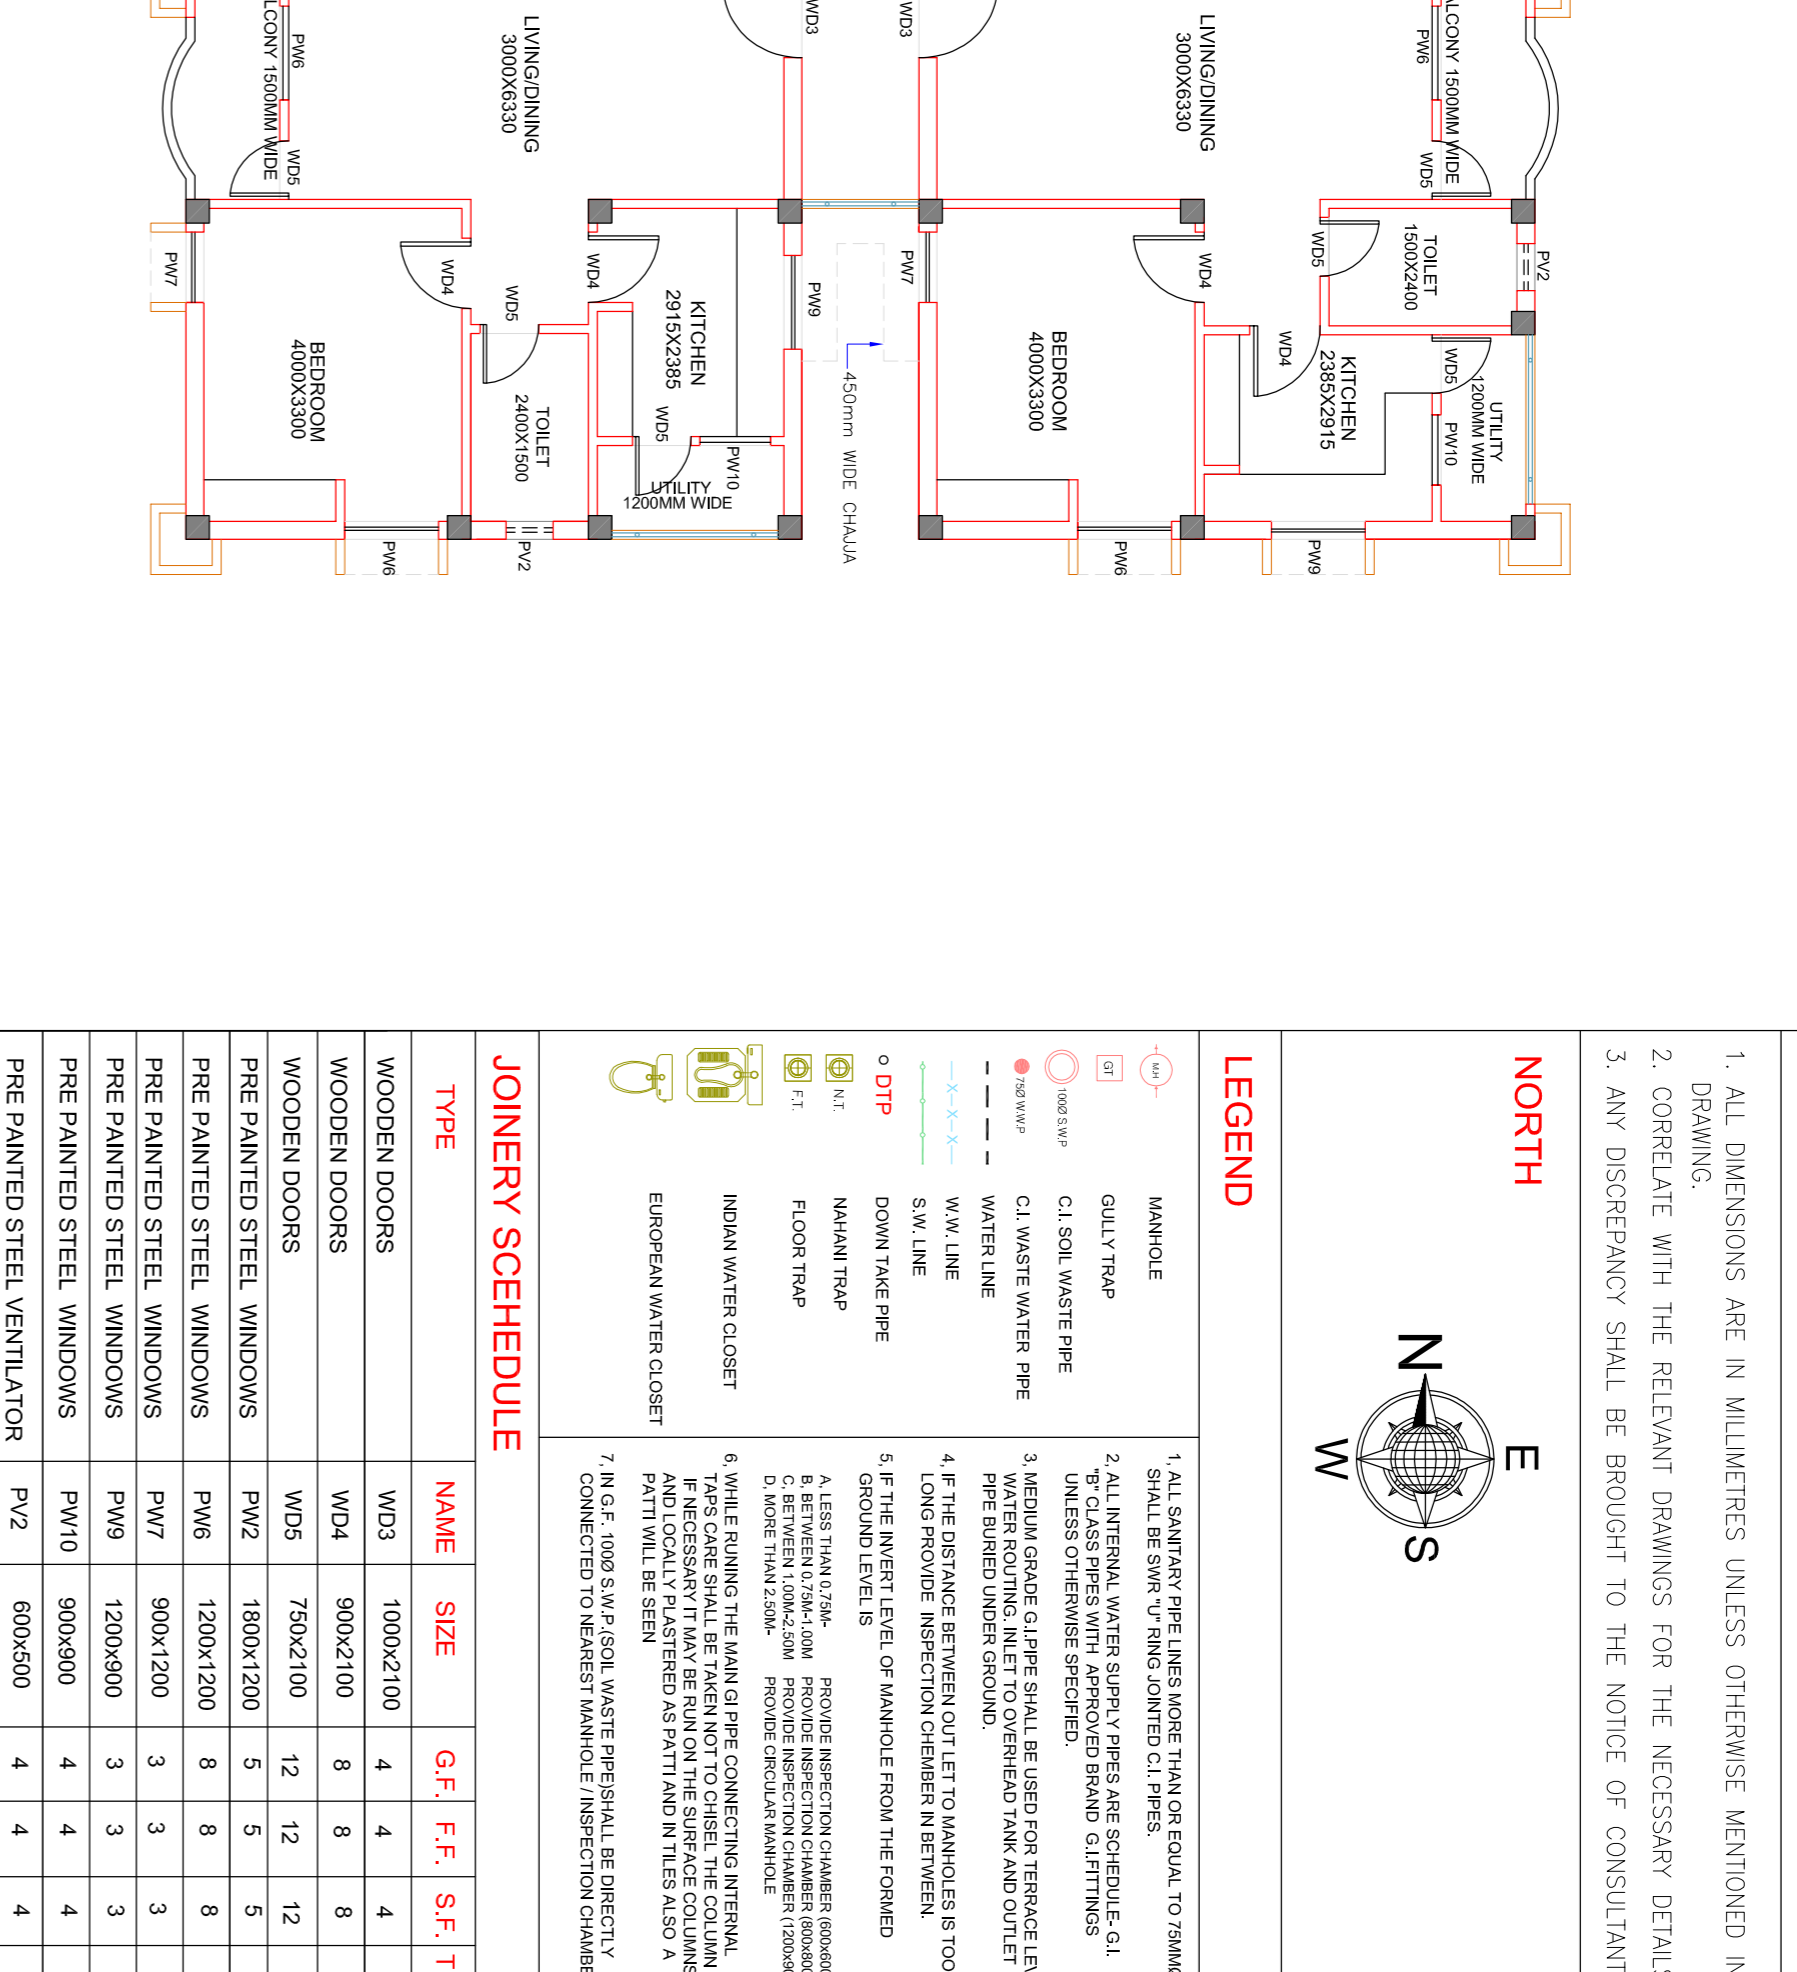 1. ALL DIMENSIONS ARE IN MILLIMETRES UNLESS OTHERWISE MENTIONED IN
DRAWING.
2. CORRELATE WITH THE RELEVANT DRAWINGS FOR THE NECESSARY DETAILS
3. ANY DISCREPANCY SHALL BE BROUGHT TO THE NOTICE OF CONSULTANT
NORTH
N
E
S
W
LEGEND
M.H
MANHOLE
GT
GULLY TRAP
100Ø S.W.P
C.I. SOIL WASTE PIPE
75Ø W.W.P
C.I. WASTE WATER PIPE
WATER LINE
X X X
W.W. LINE
S.W. LINE
DTP
DOWN TAKE PIPE
N.T.
NAHANI TRAP
F.T.
FLOOR TRAP
INDIAN WATER CLOSET
EUROPEAN WATER CLOSET
1, ALL SANITARY PIPE LINES MORE THAN OR EQUAL TO 75MMØ
SHALL BE SWR "U" RING JOINTED C.I. PIPES.
2, ALL INTERNAL WATER SUPPLY PIPES ARE SCHEDULE- G.I.
"B" CLASS PIPES WITH APPROVED BRAND G.I.FITTINGS
UNLESS OTHERWISE SPECIFIED.
3, MEDIUM GRADE G.I.PIPE SHALL BE USED FOR TERRACE LEV
WATER ROUTING. INLET TO OVERHEAD TANK AND OUTLET
PIPE BURIED UNDER GROUND.
4, IF THE DISTANCE BETWEEN OUT LET TO MANHOLES IS TOO
LONG PROVIDE INSPECTION CHEMBER IN BETWEEN.
5, IF THE INVERT LEVEL OF MANHOLE FROM THE FORMED
GROUND LEVEL IS
A, LESS THAN 0.75M- PROVIDE INSPECTION CHAMBER (600x600
B, BETWEEN 0.75M-1.00M PROVIDE INSPECTION CHAMBER (800x800
C, BETWEEN 1.00M-2.50M PROVIDE INSPECTION CHAMBER (1200x90
D, MORE THAN 2.50M- PROVIDE CIRCULAR MANHOLE
6, WHILE RUNING THE MAIN GI PIPE CONNECTING INTERNAL
TAPS CARE SHALL BE TAKEN NOT TO CHISEL THE COLUMN
IF NECESSARY IT MAY BE RUN ON THE SURFACE COLUMNS
AND LOCALLY PLASTERED AS PATTI AND IN TILES ALSO A
PATTI WILL BE SEEN
7, IN G.F. 100Ø S.W.P.(SOIL WASTE PIPE)SHALL BE DIRECTLY
CONNECTED TO NEAREST MANHOLE / INSPECTION CHAMBE
JOINERY SCEHEDULE
TYPE NAME SIZE G.F. F.F. S.F. T
WOODEN DOORS WD3 1000x2100 4 4 4
WOODEN DOORS WD4 900x2100 8 8 8
WOODEN DOORS WD5 750x2100 12 12 12
PRE PAINTED STEEL WINDOWS PW2 1800x1200 5 5 5
PRE PAINTED STEEL WINDOWS PW6 1200x1200 8 8 8
PRE PAINTED STEEL WINDOWS PW7 900x1200 3 3 3
PRE PAINTED STEEL WINDOWS PW9 1200x900 3 3 3
PRE PAINTED STEEL WINDOWS PW10 900x900 4 4 4
PRE PAINTED STEEL VENTILATOR PV2 600x500 4 4 4
PV2
TOILET
1500X2400
UTILITY
1200MM WIDE
LCONY 1500MM WIDE
PW6
WD5
WD5
PW10
KITCHEN
2385X2915
WD5
WD4
PW9
LIVING/DINING
3000X6330
WD4
PW6
BEDROOM
4000X3300
PW7
WD3
450mm WIDE CHAJJA
WD3
PW9
PW10
KITCHEN
2915X2385
UTILITY
1200MM WIDE
WD5
WD4
LIVING/DINING
3000X6330
TOILET
2400X1500
WD5
PV2
WD4
PW6
BEDROOM
4000X3300
PW6
WD5
LCONY 1500MM WIDE
PW7